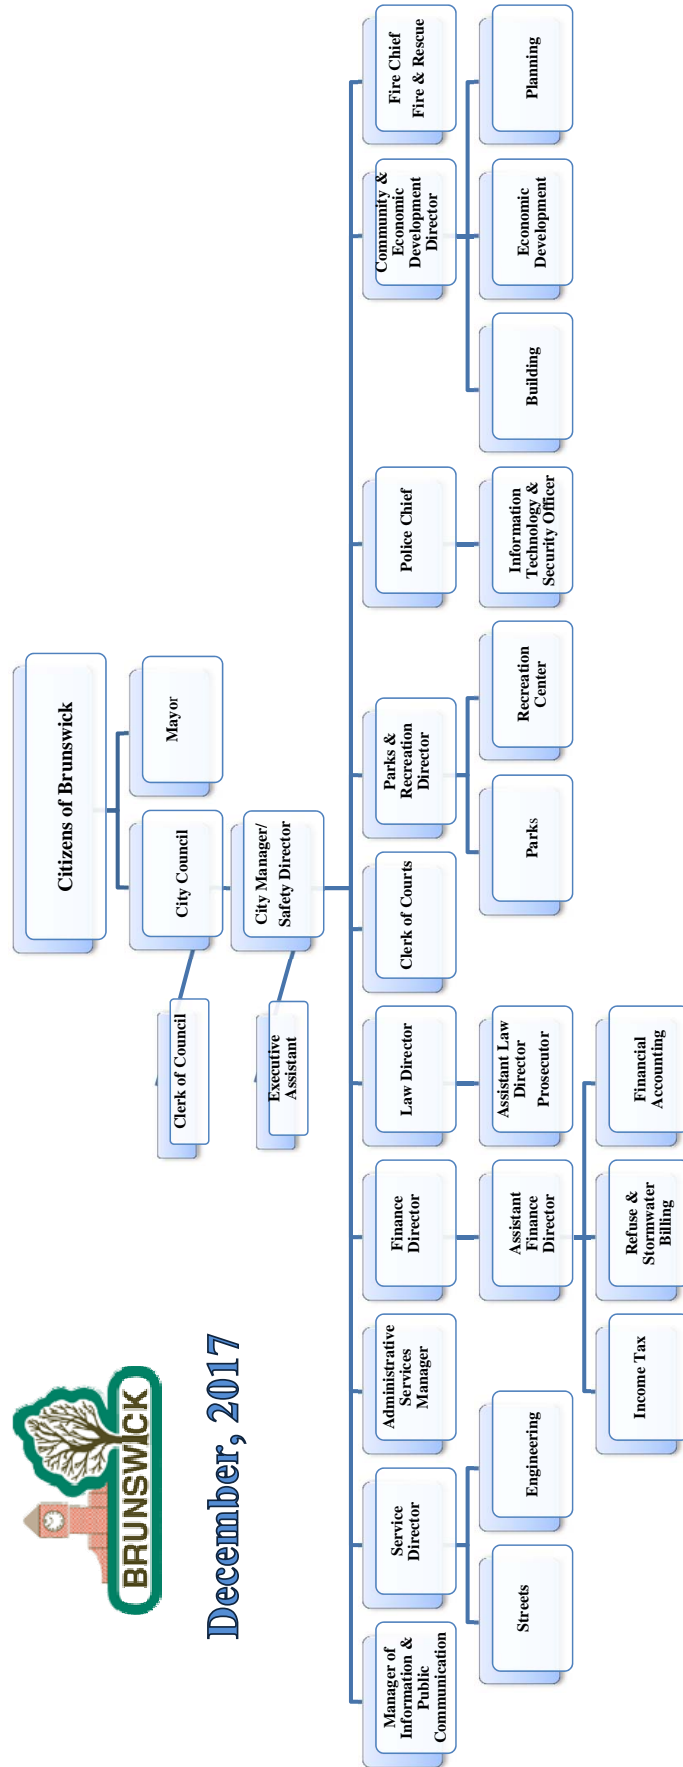 BRUNSWICK
December, 2017
Citizens of Brunswick
City Council
Mayor
Clerk of Council
City Manager/
Safety Director
Executive
Assistant
Manager of
Information &
Public
Communication
Service
Director
Administrative
Services
Manager
Finance
Director
Law Director
Clerk of Courts
Parks &
Recreation
Director
Police Chief
Community &
Economic
Development
Director
Fire Chief
Fire & Rescue
Streets
Engineering
Assistant
Finance
Director
Assistant Law
Director
Prosecutor
Parks
Recreation
Center
Information
Technology &
Security Officer
Building
Economic
Development
Planning
Income Tax
Refuse &
Stormwater
Billing
Financial
Accounting